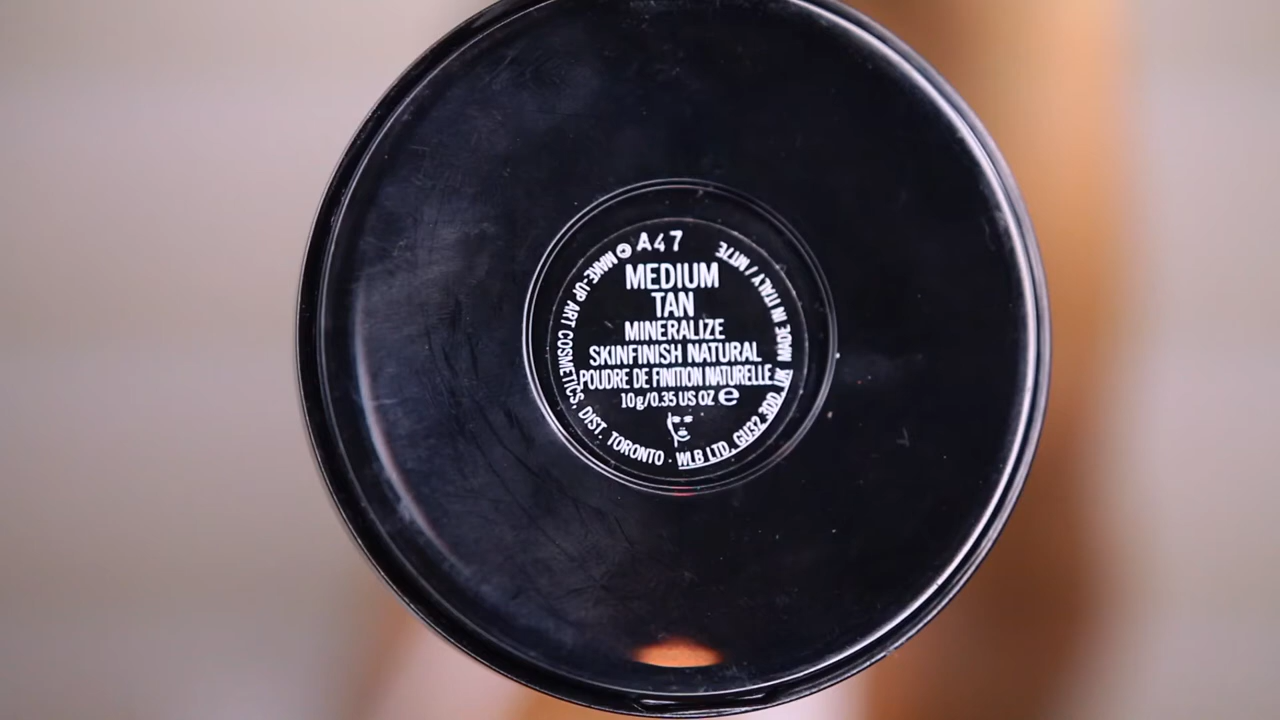 A47
MEDIUM
TAN
MINERALIZE
SKINFINISH NATURAL
POUDRE DE FINITION NATURELLE
10g/0.35 US OZ ℮
© MAKE-UP ART COSMETICS, DIST. TORONTO · WLB LTD. GU32 3DD, UK MADE IN ITALY / MT7E